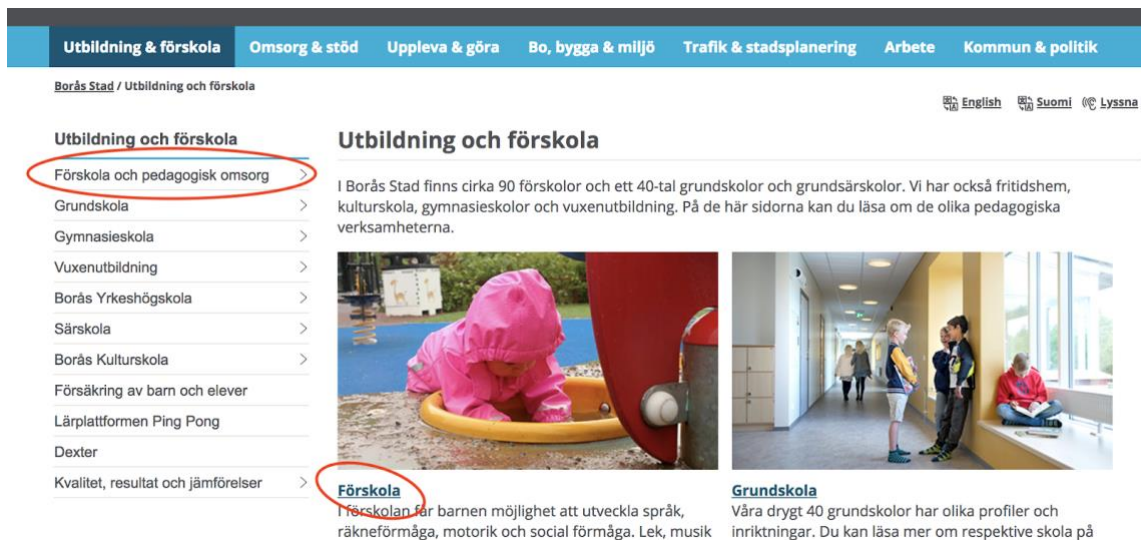 Utbildning & förskola Omsorg & stöd Uppleva & göra Bo, bygga & miljö Trafik & stadsplanering Arbete Kommun & politik
Borås Stad / Utbildning och förskola
English Suomi Lyssna
Utbildning och förskola
Förskola och pedagogisk omsorg
Grundskola
Gymnasieskola
Vuxenutbildning
Borås Yrkeshögskola
Särskola
Borås Kulturskola
Försäkring av barn och elever
Lärplattformen Ping Pong
Dexter
Kvalitet, resultat och jämförelser
Utbildning och förskola
I Borås Stad finns cirka 90 förskolor och ett 40-tal grundskolor och grundsärskolor. Vi har också fritidshem,
kulturskola, gymnasieskolor och vuxenutbildning. På de här sidorna kan du läsa om de olika pedagogiska
verksamheterna.
Förskola
I förskolan får barnen möjlighet att utveckla språk,
räkneförmåga, motorik och social förmåga. Lek, musik
Grundskola
Våra drygt 40 grundskolor har olika profiler och
inriktningar. Du kan läsa mer om respektive skola på